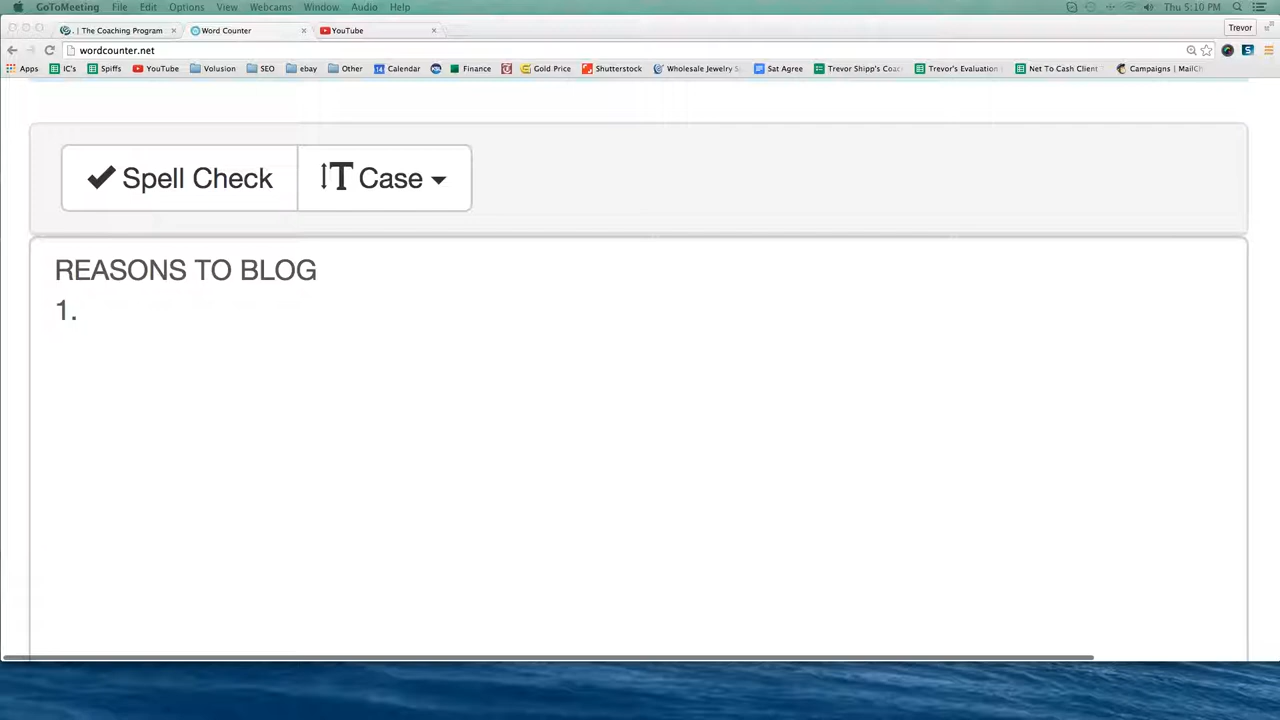 GoToMeeting File Edit Options View Webcams Window Audio Help Thu 5:10 PM
. | The Coaching Program Word Counter YouTube Trevor
wordcounter.net
Apps IC's Spiffs YouTube Volusion SEO ebay Other Calendar Finance Gold Price Shutterstock Wholesale Jewelry S Sat Agree Trevor Shipp's Coac Trevor's Evaluation Net To Cash Client Campaigns | MailCh
Spell Check Case
REASONS TO BLOG
1.